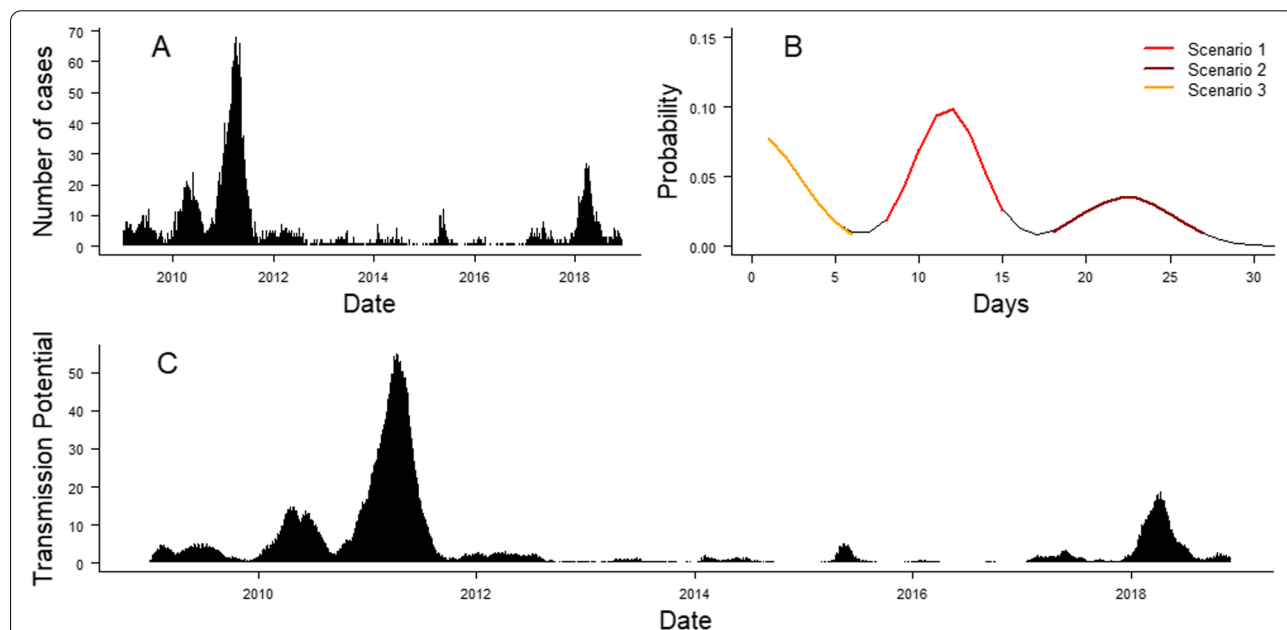 A
Number of cases
70
60
50
40
30
20
10
0
2010 2012 2014 2016 2018
Date
B
Probability
0.15
0.10
0.05
0.00
Scenario 1
Scenario 2
Scenario 3
0 5 10 15 20 25 30
Days
C
Transmission Potential
50
40
30
20
10
0
2010 2012 2014 2016 2018
Date